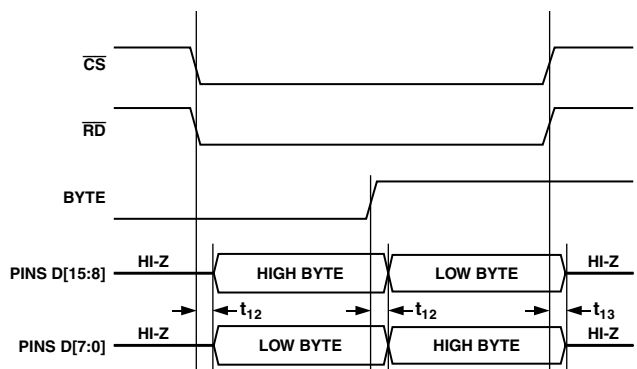 CS
RD
BYTE
PINS D[15:8] HI-Z HIGH BYTE LOW BYTE HI-Z
t12 t12 t13
PINS D[7:0] HI-Z LOW BYTE HIGH BYTE HI-Z